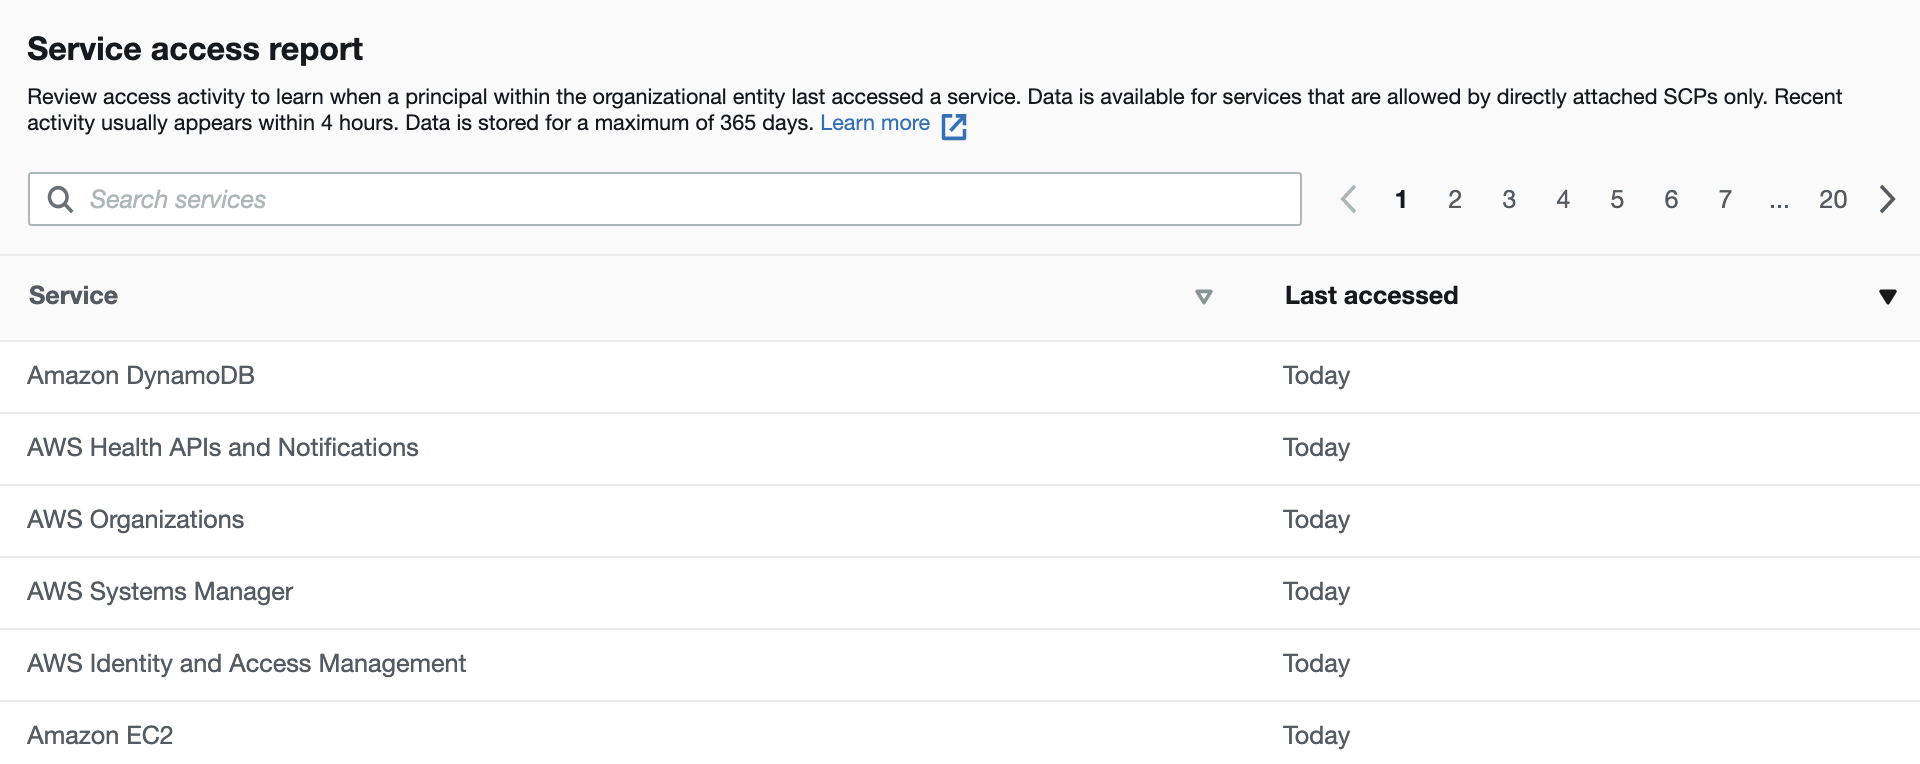 Service access report
Review access activity to learn when a principal within the organizational entity last accessed a service. Data is available for services that are allowed by directly attached SCPs only. Recent
activity usually appears within 4 hours. Data is stored for a maximum of 365 days. Learn more
Search services
1 2 3 4 5 6 7 ... 20
Service Last accessed
Amazon DynamoDB Today
AWS Health APIs and Notifications Today
AWS Organizations Today
AWS Systems Manager Today
AWS Identity and Access Management Today
Amazon EC2 Today